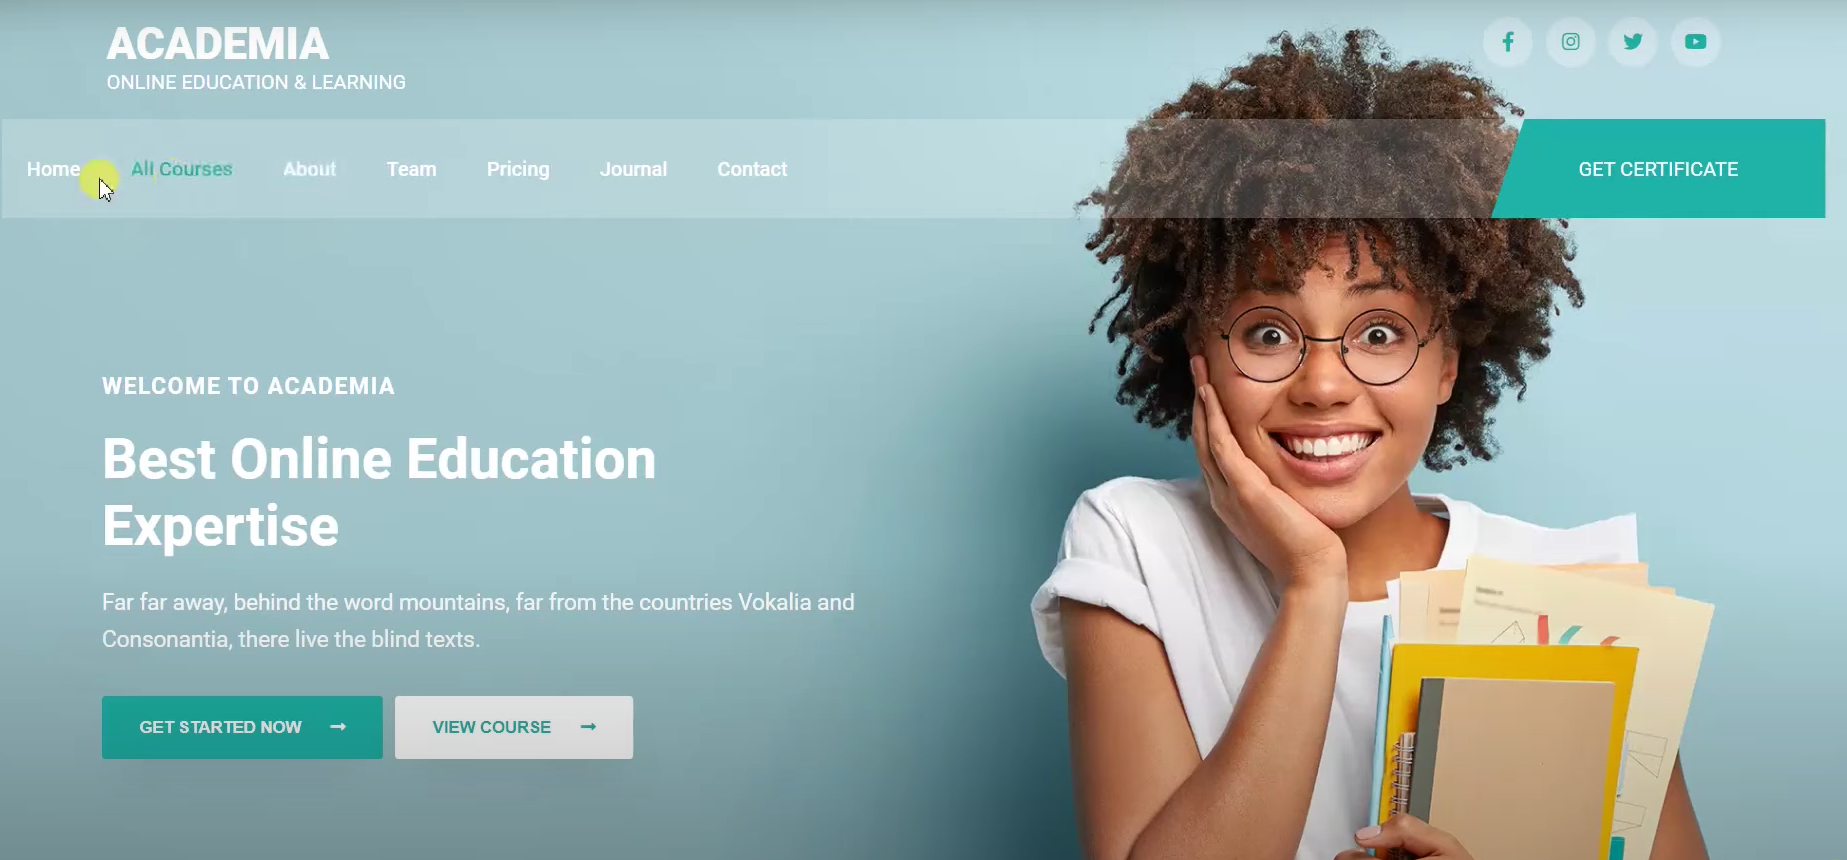 ACADEMIA
ONLINE EDUCATION & LEARNING
Home All Courses About Team Pricing Journal Contact GET CERTIFICATE
WELCOME TO ACADEMIA
Best Online Education
Expertise
Far far away, behind the word mountains, far from the countries Vokalia and
Consonantia, there live the blind texts.
GET STARTED NOW VIEW COURSE